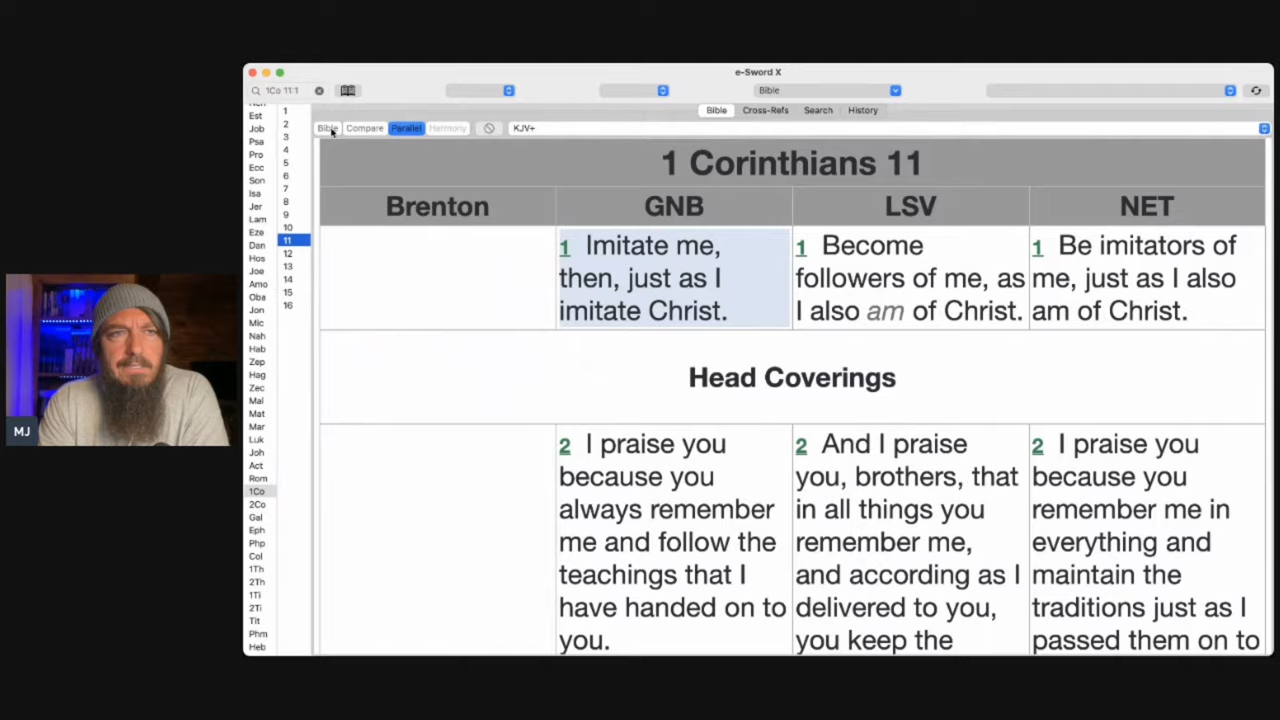 e-Sword X
1Co 11:1
Bible
Bible Cross-Refs Search History
Bible Compare Parallel Harmony KJV+
Est
Job
Psa
Pro
Ecc
Son
Isa
Jer
Lam
Eze
Dan
Hos
Joe
Amo
Oba
Jon
Mic
Nah
Hab
Zep
Hag
Zec
Mal
Mat
Mar
Luk
Joh
Act
Rom
1Co
2Co
Gal
Eph
Php
Col
1Th
2Th
1Ti
2Ti
Tit
Phm
Heb
1
2
3
4
5
6
7
8
9
10
11
12
13
14
15
16
1 Corinthians 11
Brenton GNB LSV NET
1 Imitate me,
then, just as I
imitate Christ.
1 Become
followers of me, as
I also am of Christ.
1 Be imitators of
me, just as I also
am of Christ.
Head Coverings
2 I praise you
because you
always remember
me and follow the
teachings that I
have handed on to
you.
2 And I praise
you, brothers, that
in all things you
remember me,
and according as I
delivered to you,
you keep the
2 I praise you
because you
remember me in
everything and
maintain the
traditions just as I
passed them on to
MJ